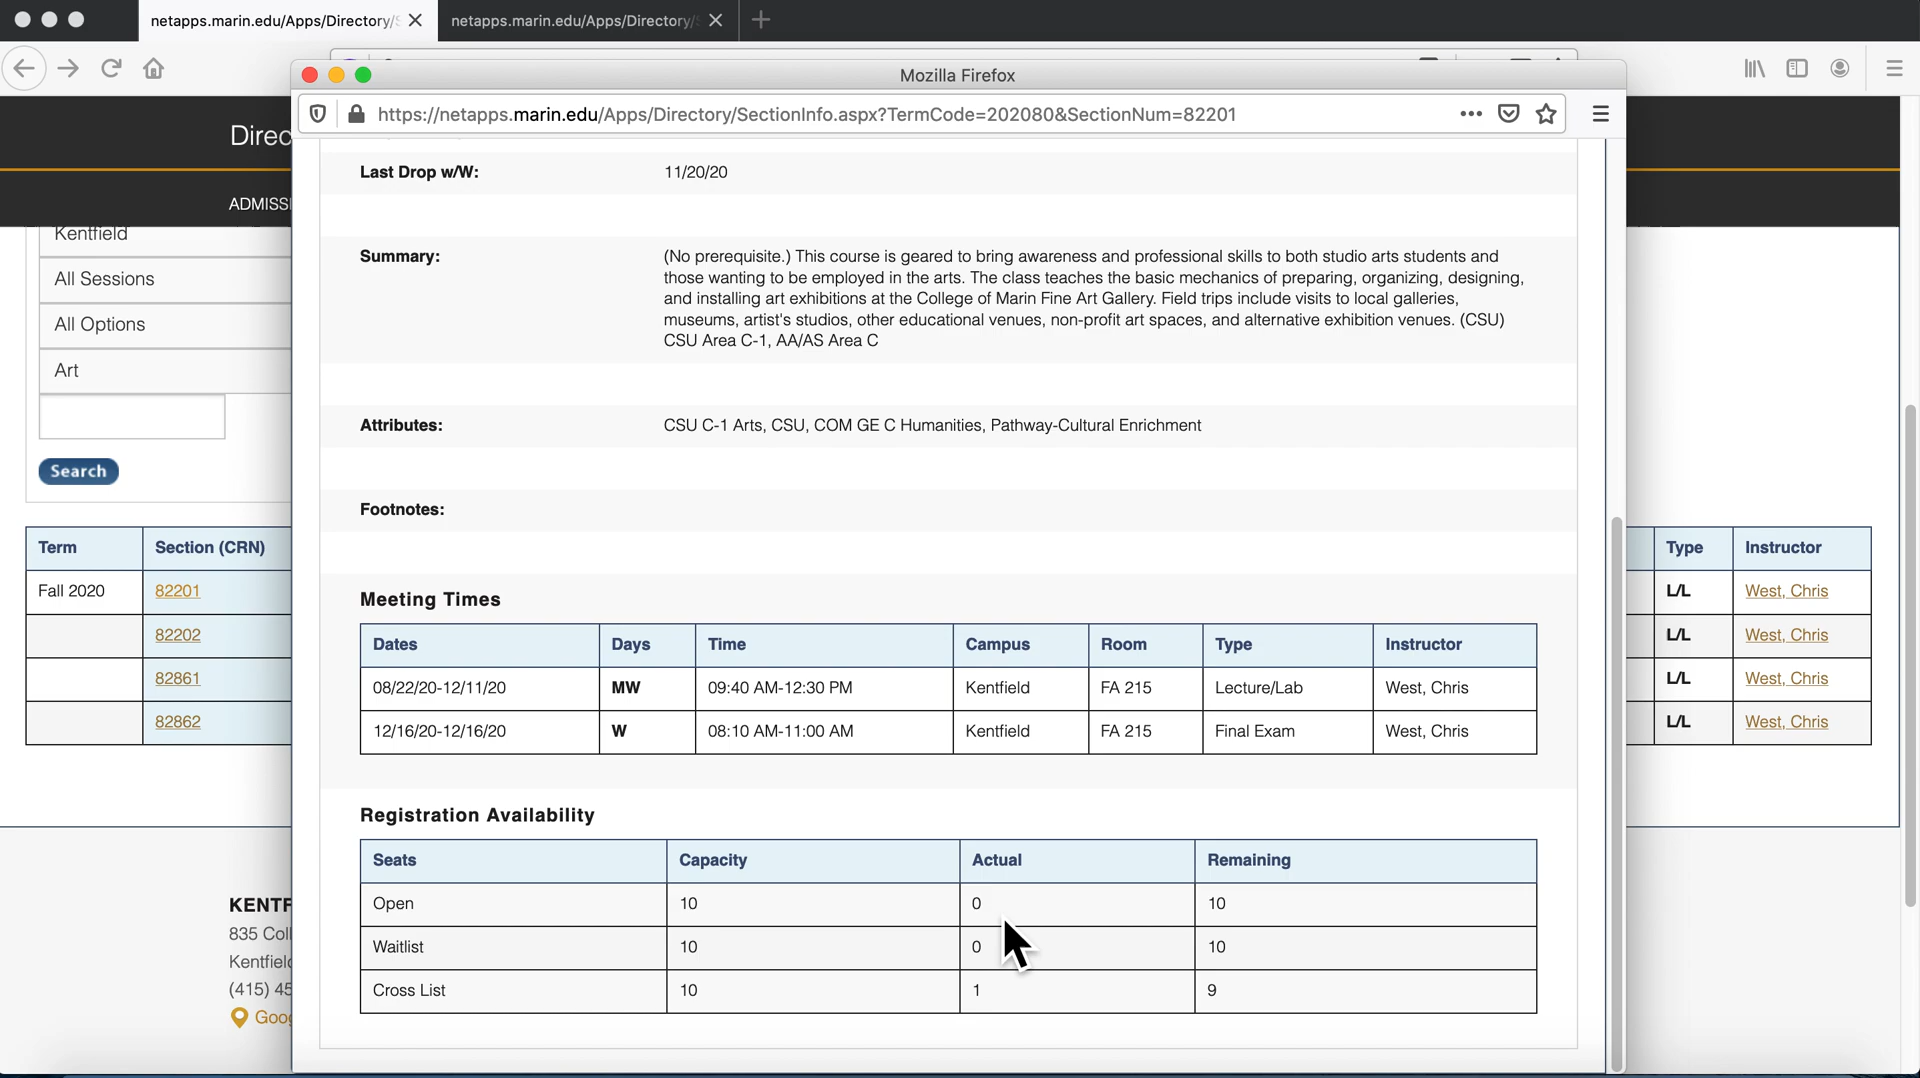 netapps.marin.edu/Apps/Directory/
netapps.marin.edu/Apps/Directory/
Mozilla Firefox
https://netapps.marin.edu/Apps/Directory/SectionInfo.aspx?TermCode=202080&SectionNum=82201
Direc
ADMISSI
Kentfield
All Sessions
All Options
Art
Search
Last Drop w/W: 11/20/20
Summary: (No prerequisite.) This course is geared to bring awareness and professional skills to both studio arts students and
those wanting to be employed in the arts. The class teaches the basic mechanics of preparing, organizing, designing,
and installing art exhibitions at the College of Marin Fine Art Gallery. Field trips include visits to local galleries,
museums, artist's studios, other educational venues, non-profit art spaces, and alternative exhibition venues. (CSU)
CSU Area C-1, AA/AS Area C
Attributes: CSU C-1 Arts, CSU, COM GE C Humanities, Pathway-Cultural Enrichment
Footnotes:
Term Section (CRN) Type Instructor
Fall 2020 82201 L/L West, Chris
82202 L/L West, Chris
82861 L/L West, Chris
82862 L/L West, Chris
Meeting Times
Dates Days Time Campus Room Type Instructor
08/22/20-12/11/20 MW 09:40 AM-12:30 PM Kentfield FA 215 Lecture/Lab West, Chris
12/16/20-12/16/20 W 08:10 AM-11:00 AM Kentfield FA 215 Final Exam West, Chris
Registration Availability
Seats Capacity Actual Remaining
Open 10 0 10
Waitlist 10 0 10
Cross List 10 1 9
KENTF
835 Coll
Kentfield
(415) 45
Goog